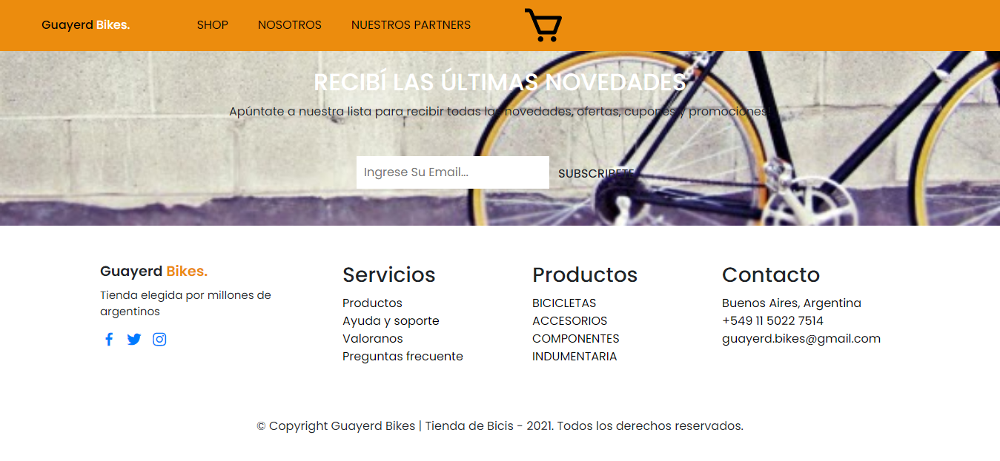 Guayerd Bikes.
SHOP
NOSOTROS
NUESTROS PARTNERS
RECIBÍ LAS ÚLTIMAS NOVEDADES
Apúntate a nuestra lista para recibir todas las novedades, ofertas, cupones y promociones!
Ingrese Su Email...
SUBSCRIBETE
Guayerd Bikes.
Tienda elegida por millones de
argentinos
Servicios
Productos
Ayuda y soporte
Valoranos
Preguntas frecuente
Productos
BICICLETAS
ACCESORIOS
COMPONENTES
INDUMENTARIA
Contacto
Buenos Aires, Argentina
+549 11 5022 7514
guayerd.bikes@gmail.com
© Copyright Guayerd Bikes | Tienda de Bicis - 2021. Todos los derechos reservados.